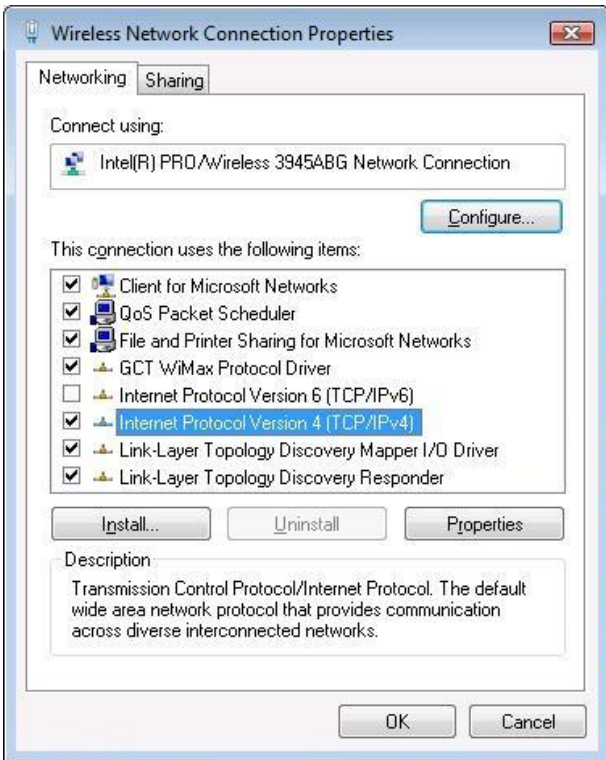 Wireless Network Connection Properties
Networking
Sharing
Connect using:
Intel(R) PRO/Wireless 3945ABG Network Connection
Configure...
This connection uses the following items:
Client for Microsoft Networks
QoS Packet Scheduler
File and Printer Sharing for Microsoft Networks
GCT WiMax Protocol Driver
Internet Protocol Version 6 (TCP/IPv6)
Internet Protocol Version 4 (TCP/IPv4)
Link-Layer Topology Discovery Mapper I/O Driver
Link-Layer Topology Discovery Responder
Install...
Uninstall
Properties
Description
Transmission Control Protocol/Internet Protocol. The default
wide area network protocol that provides communication
across diverse interconnected networks.
OK
Cancel